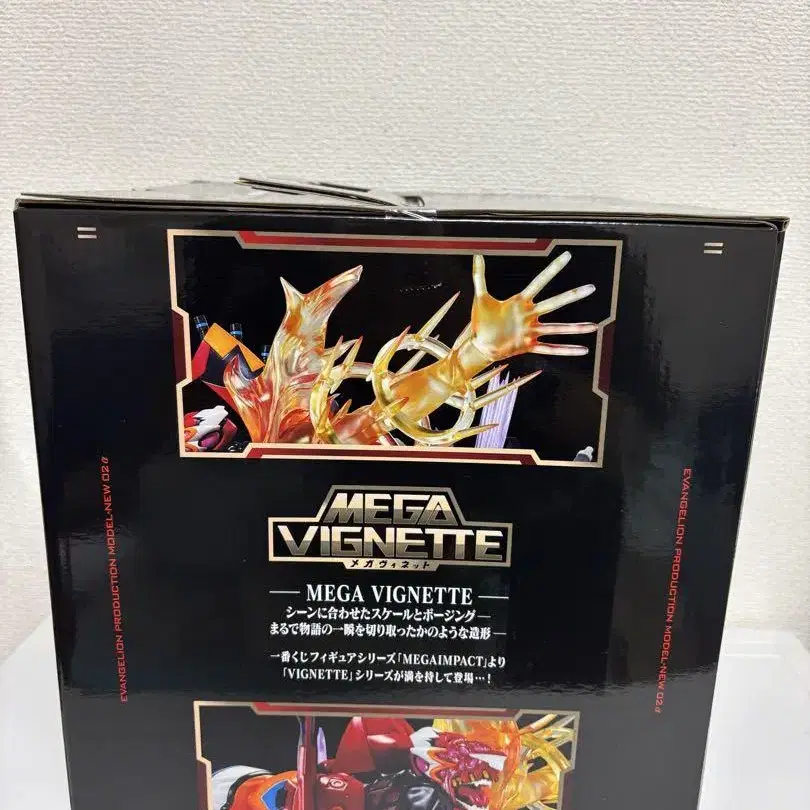 MEGA
VIGNETTE
メガヴィネット
MEGA VIGNETTE
シーンに合わせたスケールとポージング―
まるで物語の一瞬を切り取ったかのような造形―
一番くじフィギュアシリーズ「MEGAIMPACT」より
「VIGNETTE」シリーズが満を持して登場…!
EVANGELION PRODUCTION MODEL-NEW 02α
EVANGELION PRODUCTION MODEL-NEW 02α